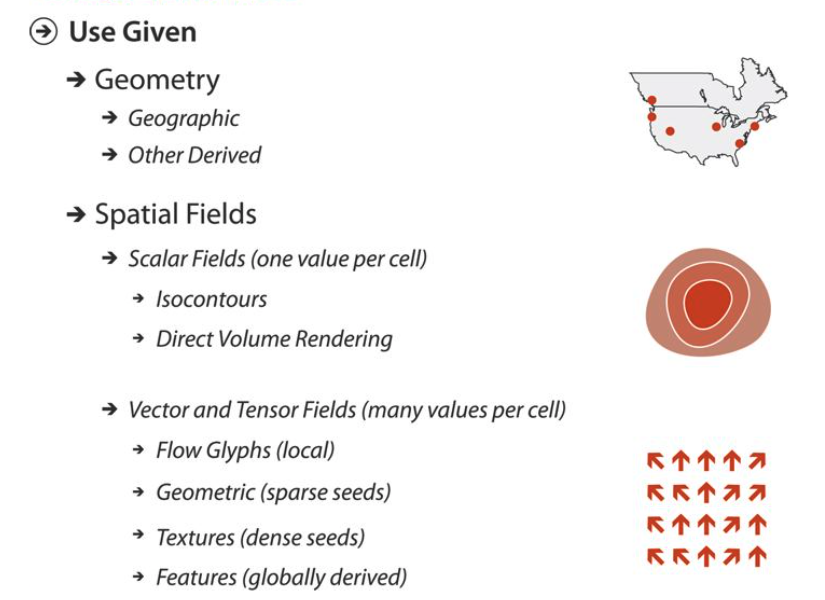 Use Given
Geometry
Geographic
Other Derived
Spatial Fields
Scalar Fields (one value per cell)
Isocontours
Direct Volume Rendering
Vector and Tensor Fields (many values per cell)
Flow Glyphs (local)
Geometric (sparse seeds)
Textures (dense seeds)
Features (globally derived)